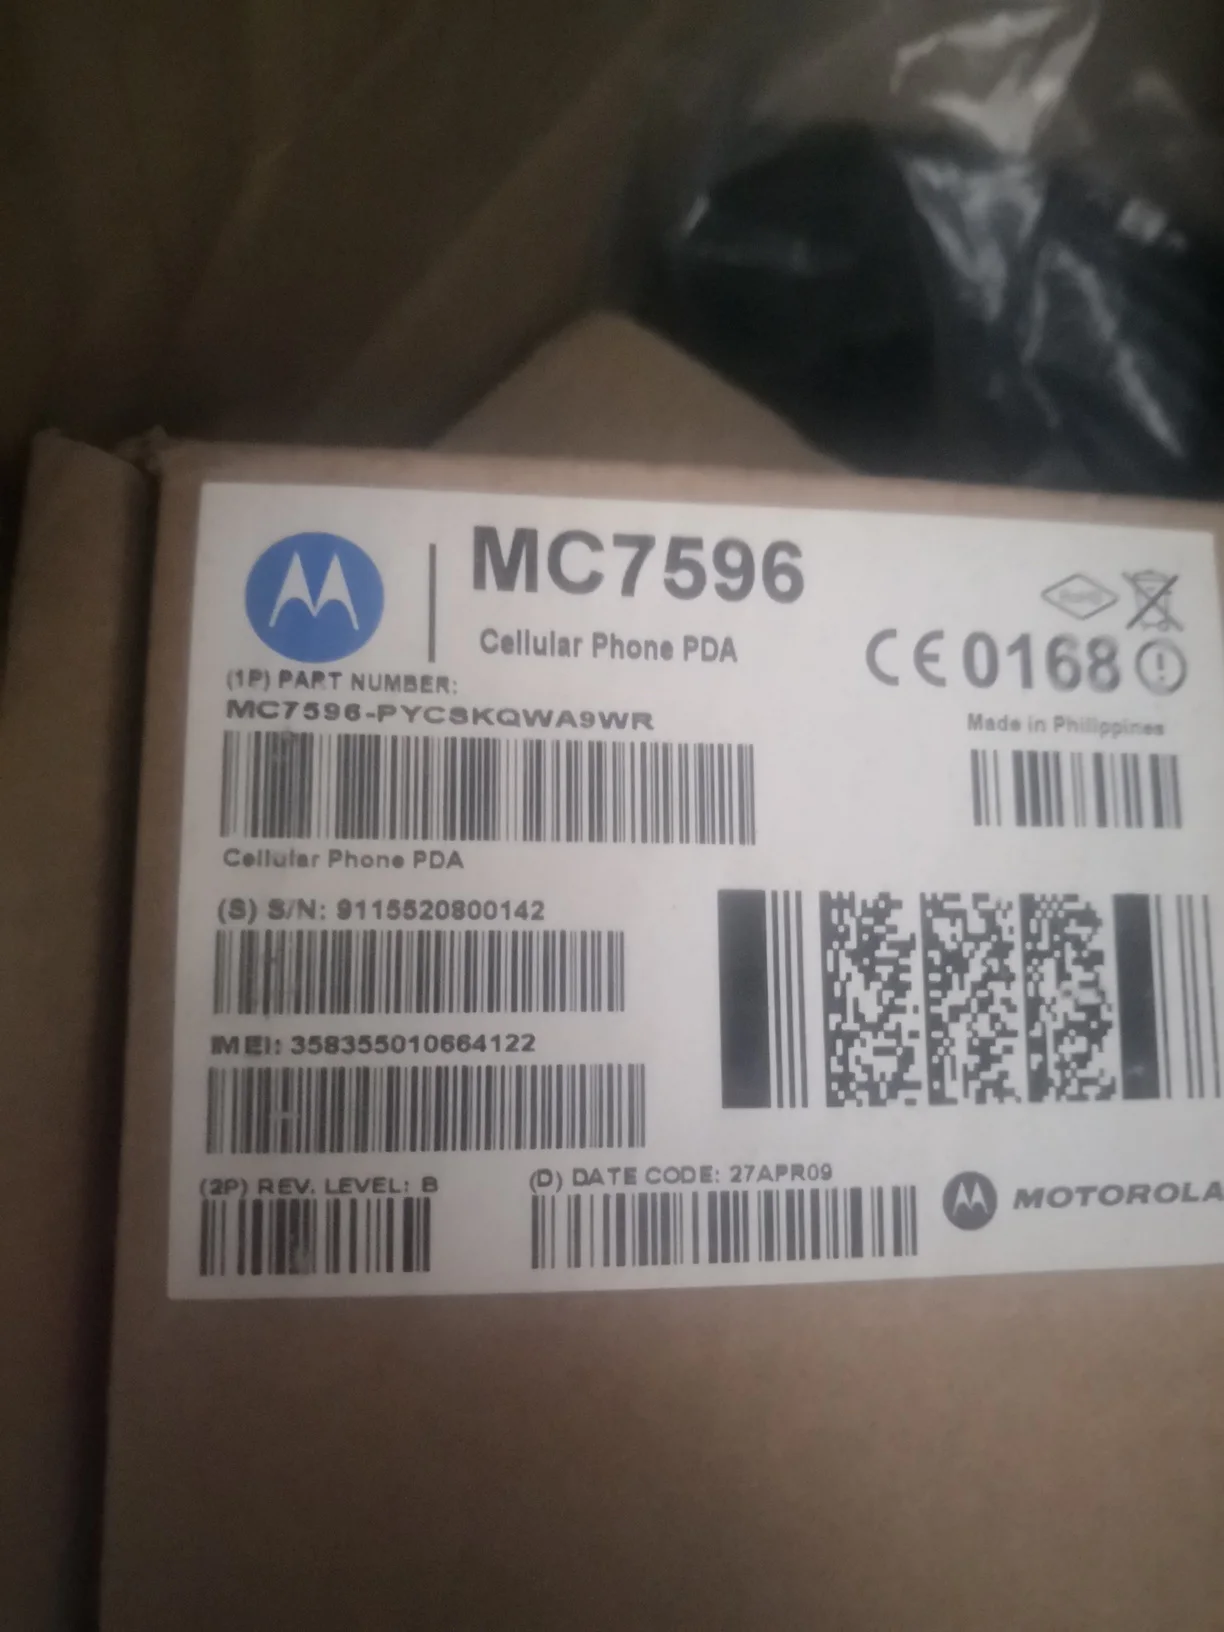 MC7596
Cellular Phone PDA
CE 0168
(1P) PART NUMBER:
MC7596-PYCSKQWA9WR
Made in Philippines
Cellular Phone PDA
(S) S/N: 9115520800142
IMEI: 358355010664122
(2P) REV. LEVEL: B
(D) DATE CODE: 27APR09
MOTOROLA